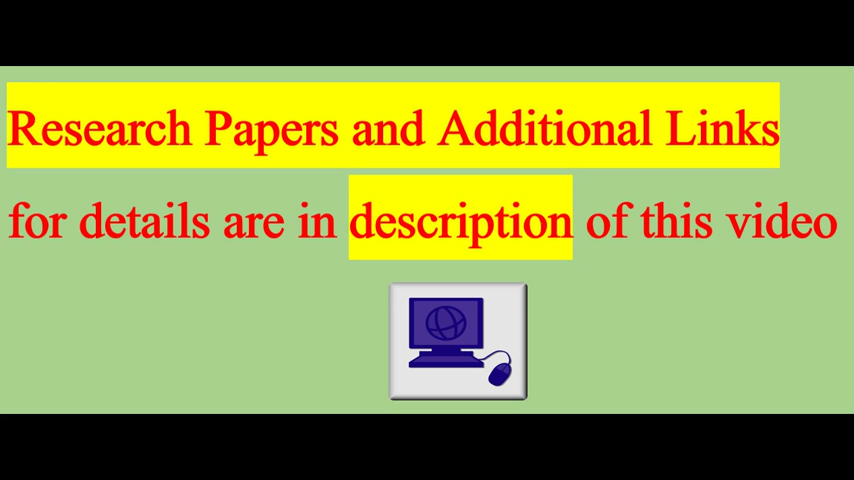 Research Papers and Additional Links
for details are in description of this video